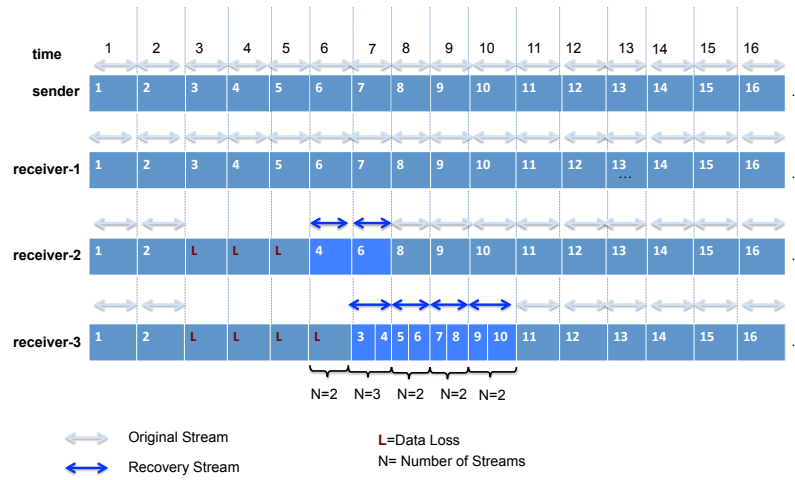 1 2 3 4 5 6 7 8 9 10 11 12 13 14 15 16
time
sender 1 2 3 4 5 6 7 8 9 10 11 12 13 14 15 16 .
receiver-1 1 2 3 4 5 6 7 8 9 10 11 12 13 14 15 16 .
...
receiver-2 1 2 L L L 4 6 8 9 10 11 12 13 14 15 16 .
receiver-3 1 2 L L L L 3 4 5 6 7 8 9 10 11 12 13 14 15 16 .
N=2 N=3 N=2 N=2 N=2
Original Stream L=Data Loss
Recovery Stream N= Number of Streams